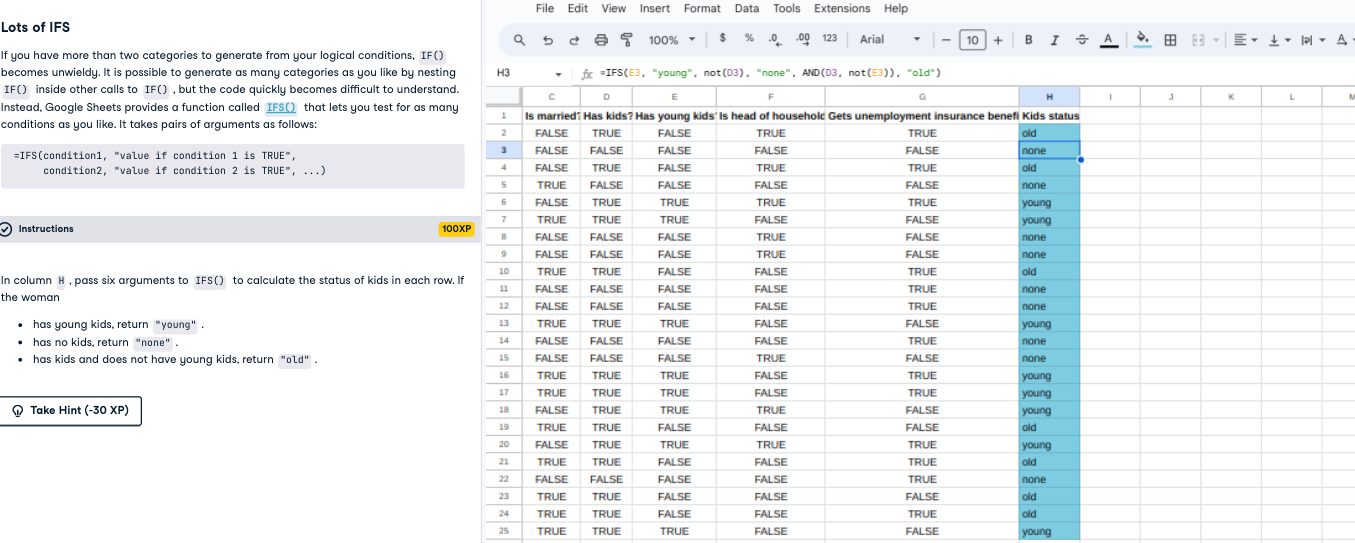 Lots of IFS
If you have more than two categories to generate from your logical conditions, IF()
becomes unwieldy. It is possible to generate as many categories as you like by nesting
IF() inside other calls to IF() , but the code quickly becomes difficult to understand.
Instead, Google Sheets provides a function called IFS() that lets you test for as many
conditions as you like. It takes pairs of arguments as follows:
=IFS(condition1, "value if condition 1 is TRUE",
condition2, "value if condition 2 is TRUE", ...)
Instructions 100XP
In column H , pass six arguments to IFS() to calculate the status of kids in each row. If
the woman
• has young kids, return "young" .
• has no kids, return "none" .
• has kids and does not have young kids, return "old" .
Take Hint (-30 XP)
File Edit View Insert Format Data Tools Extensions Help
100% $ % .0 .00 123 Arial − 10 + B I A
H3 fx =IFS(E3, "young", not(D3), "none", AND(D3, not(E3)), "old")
C D E F G H I J K L M
1 Is married? Has kids? Has young kids' Is head of household Gets unemployment insurance benefi Kids status
2 FALSE TRUE FALSE TRUE TRUE old
3 FALSE FALSE FALSE FALSE FALSE none
4 FALSE TRUE FALSE TRUE TRUE old
5 TRUE FALSE FALSE FALSE FALSE none
6 FALSE TRUE TRUE TRUE TRUE young
7 TRUE TRUE TRUE FALSE FALSE young
8 FALSE FALSE FALSE TRUE FALSE none
9 FALSE FALSE FALSE TRUE FALSE none
10 TRUE TRUE FALSE FALSE TRUE old
11 FALSE FALSE FALSE FALSE TRUE none
12 FALSE FALSE FALSE FALSE TRUE none
13 TRUE TRUE TRUE FALSE FALSE young
14 FALSE FALSE FALSE FALSE TRUE none
15 FALSE FALSE FALSE TRUE FALSE none
16 TRUE TRUE TRUE FALSE TRUE young
17 TRUE TRUE TRUE FALSE TRUE young
18 FALSE TRUE TRUE TRUE FALSE young
19 TRUE TRUE FALSE FALSE FALSE old
20 FALSE TRUE TRUE TRUE TRUE young
21 TRUE TRUE FALSE FALSE TRUE old
22 FALSE FALSE FALSE FALSE TRUE none
23 TRUE TRUE FALSE FALSE FALSE old
24 TRUE TRUE FALSE FALSE TRUE old
25 TRUE TRUE TRUE FALSE FALSE young